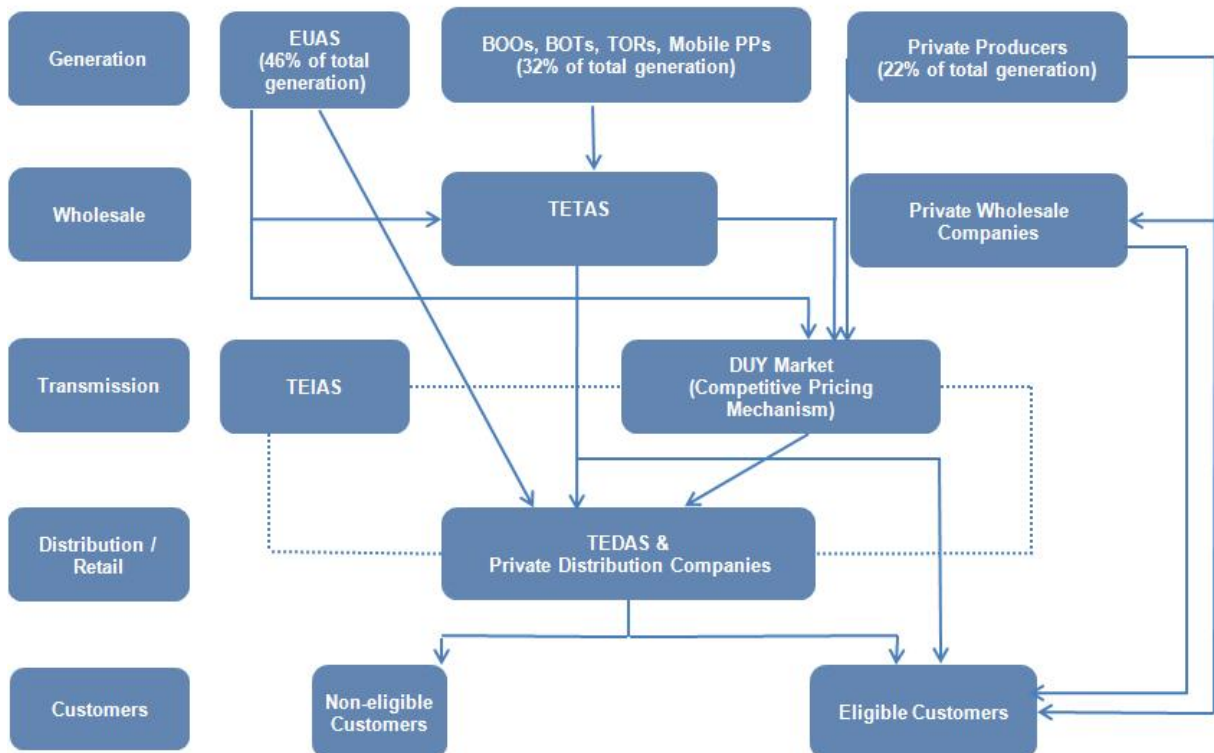 Generation
EUAS
(46% of total
generation)
BOOs, BOTs, TORs, Mobile PPs
(32% of total generation)
Private Producers
(22% of total generation)
Wholesale
TETAS
Private Wholesale
Companies
Transmission
TEIAS
DUY Market
(Competitive Pricing
Mechanism)
Distribution /
Retail
TEDAS &
Private Distribution Companies
Customers
Non-eligible
Customers
Eligible Customers